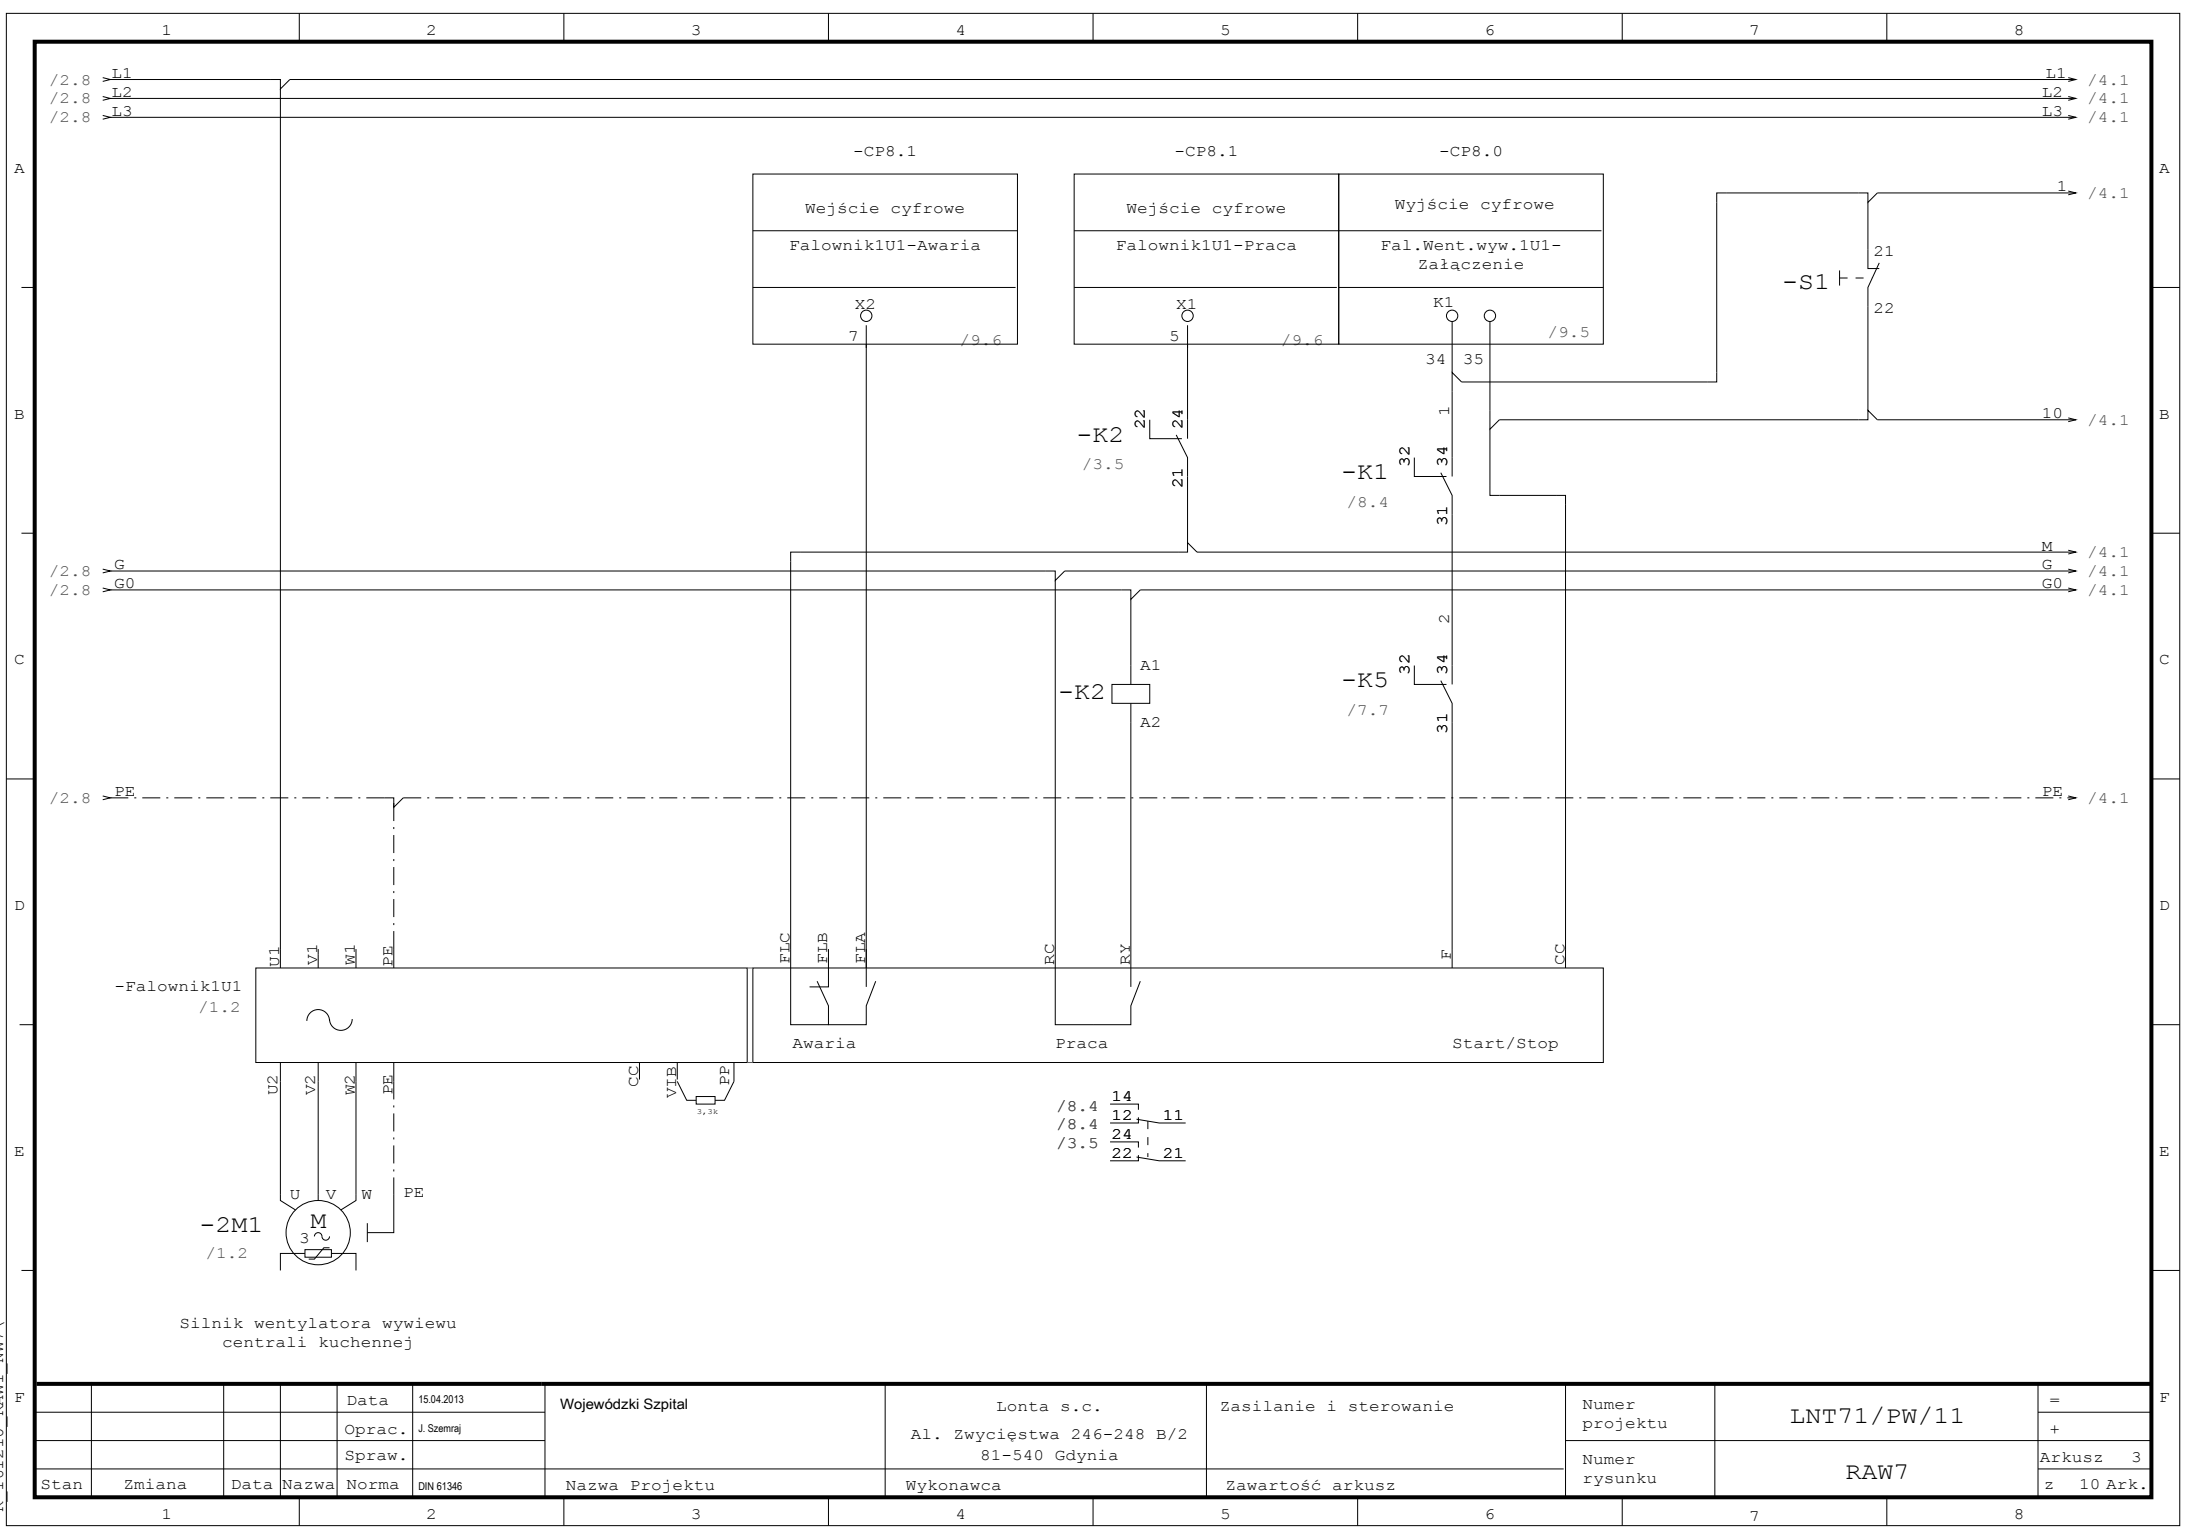 1 2 3 4 5 6 7 8
/2.8 L1 L1 /4.1
/2.8 L2 L2 /4.1
/2.8 L3 L3 /4.1
-CP8.1 -CP8.1 -CP8.0
A A
Wejście cyfrowe Wejście cyfrowe Wyjście cyfrowe
1 /4.1
Falownik1U1-Awaria Falownik1U1-Praca Fal.Went.wyw.1U1-
Załączenie
21
-S1
22
X2 X1 K1
7 /9.6 5 /9.6 /9.5
34 35
B 1 10 /4.1 B
22 24
-K2
/3.5
21
32 34
-K1
/8.4
31
M /4.1
/2.8 G G /4.1
/2.8 G0 G0 /4.1
2
C C
A1
-K2
A2
32 34
-K5
/7.7
31
/2.8 PE PE /4.1
D D
U1 V1 W1 PE FLC FLB FLA RC RY F CC
-Falownik1U1
/1.2
Awaria Praca Start/Stop
U2 V2 W2 PE CC VIB PP
3,3k
/8.4 14
/8.4 12 11
/3.5 24
22 21
E E
U V W PE
-2M1
/1.2
M
3
Silnik wentylatora wywiewu
centrali kuchennej
F F
Data 15.04.2013 Wojewódzki Szpital Lonta s.c. Zasilanie i sterowanie Numer projektu LNT71/PW/11 =
Oprac. J. Szemraj Al. Zwycięstwa 246-248 B/2 +
Spraw. 81-540 Gdynia Numer rysunku RAW7 Arkusz 3
Stan Zmiana Data Nazwa Norma DIN 61346 Nazwa Projektu Wykonawca Zawartość arkusz z 10 Ark.
1 2 3 4 5 6 7 8